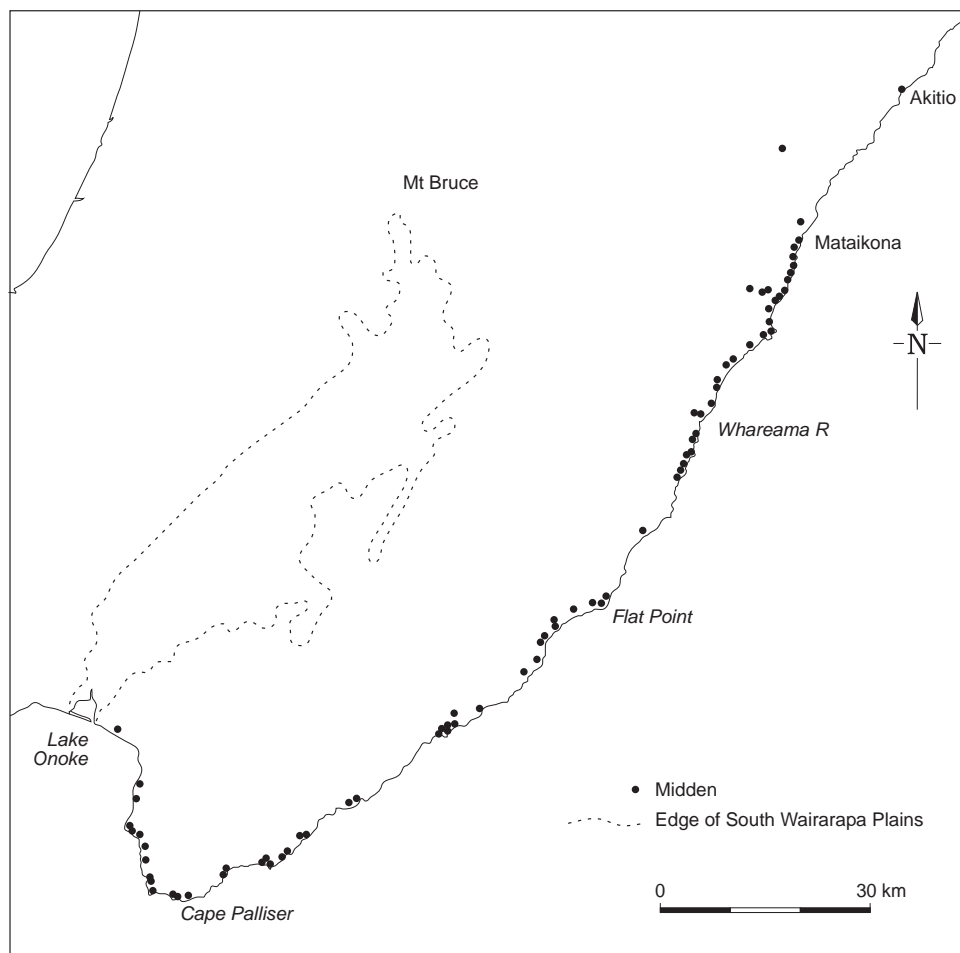 Akitio
Mt Bruce
Mataikona
N
Whareama R
Flat Point
Lake
Onoke
Midden
Edge of South Wairarapa Plains
0 30 km
Cape Palliser